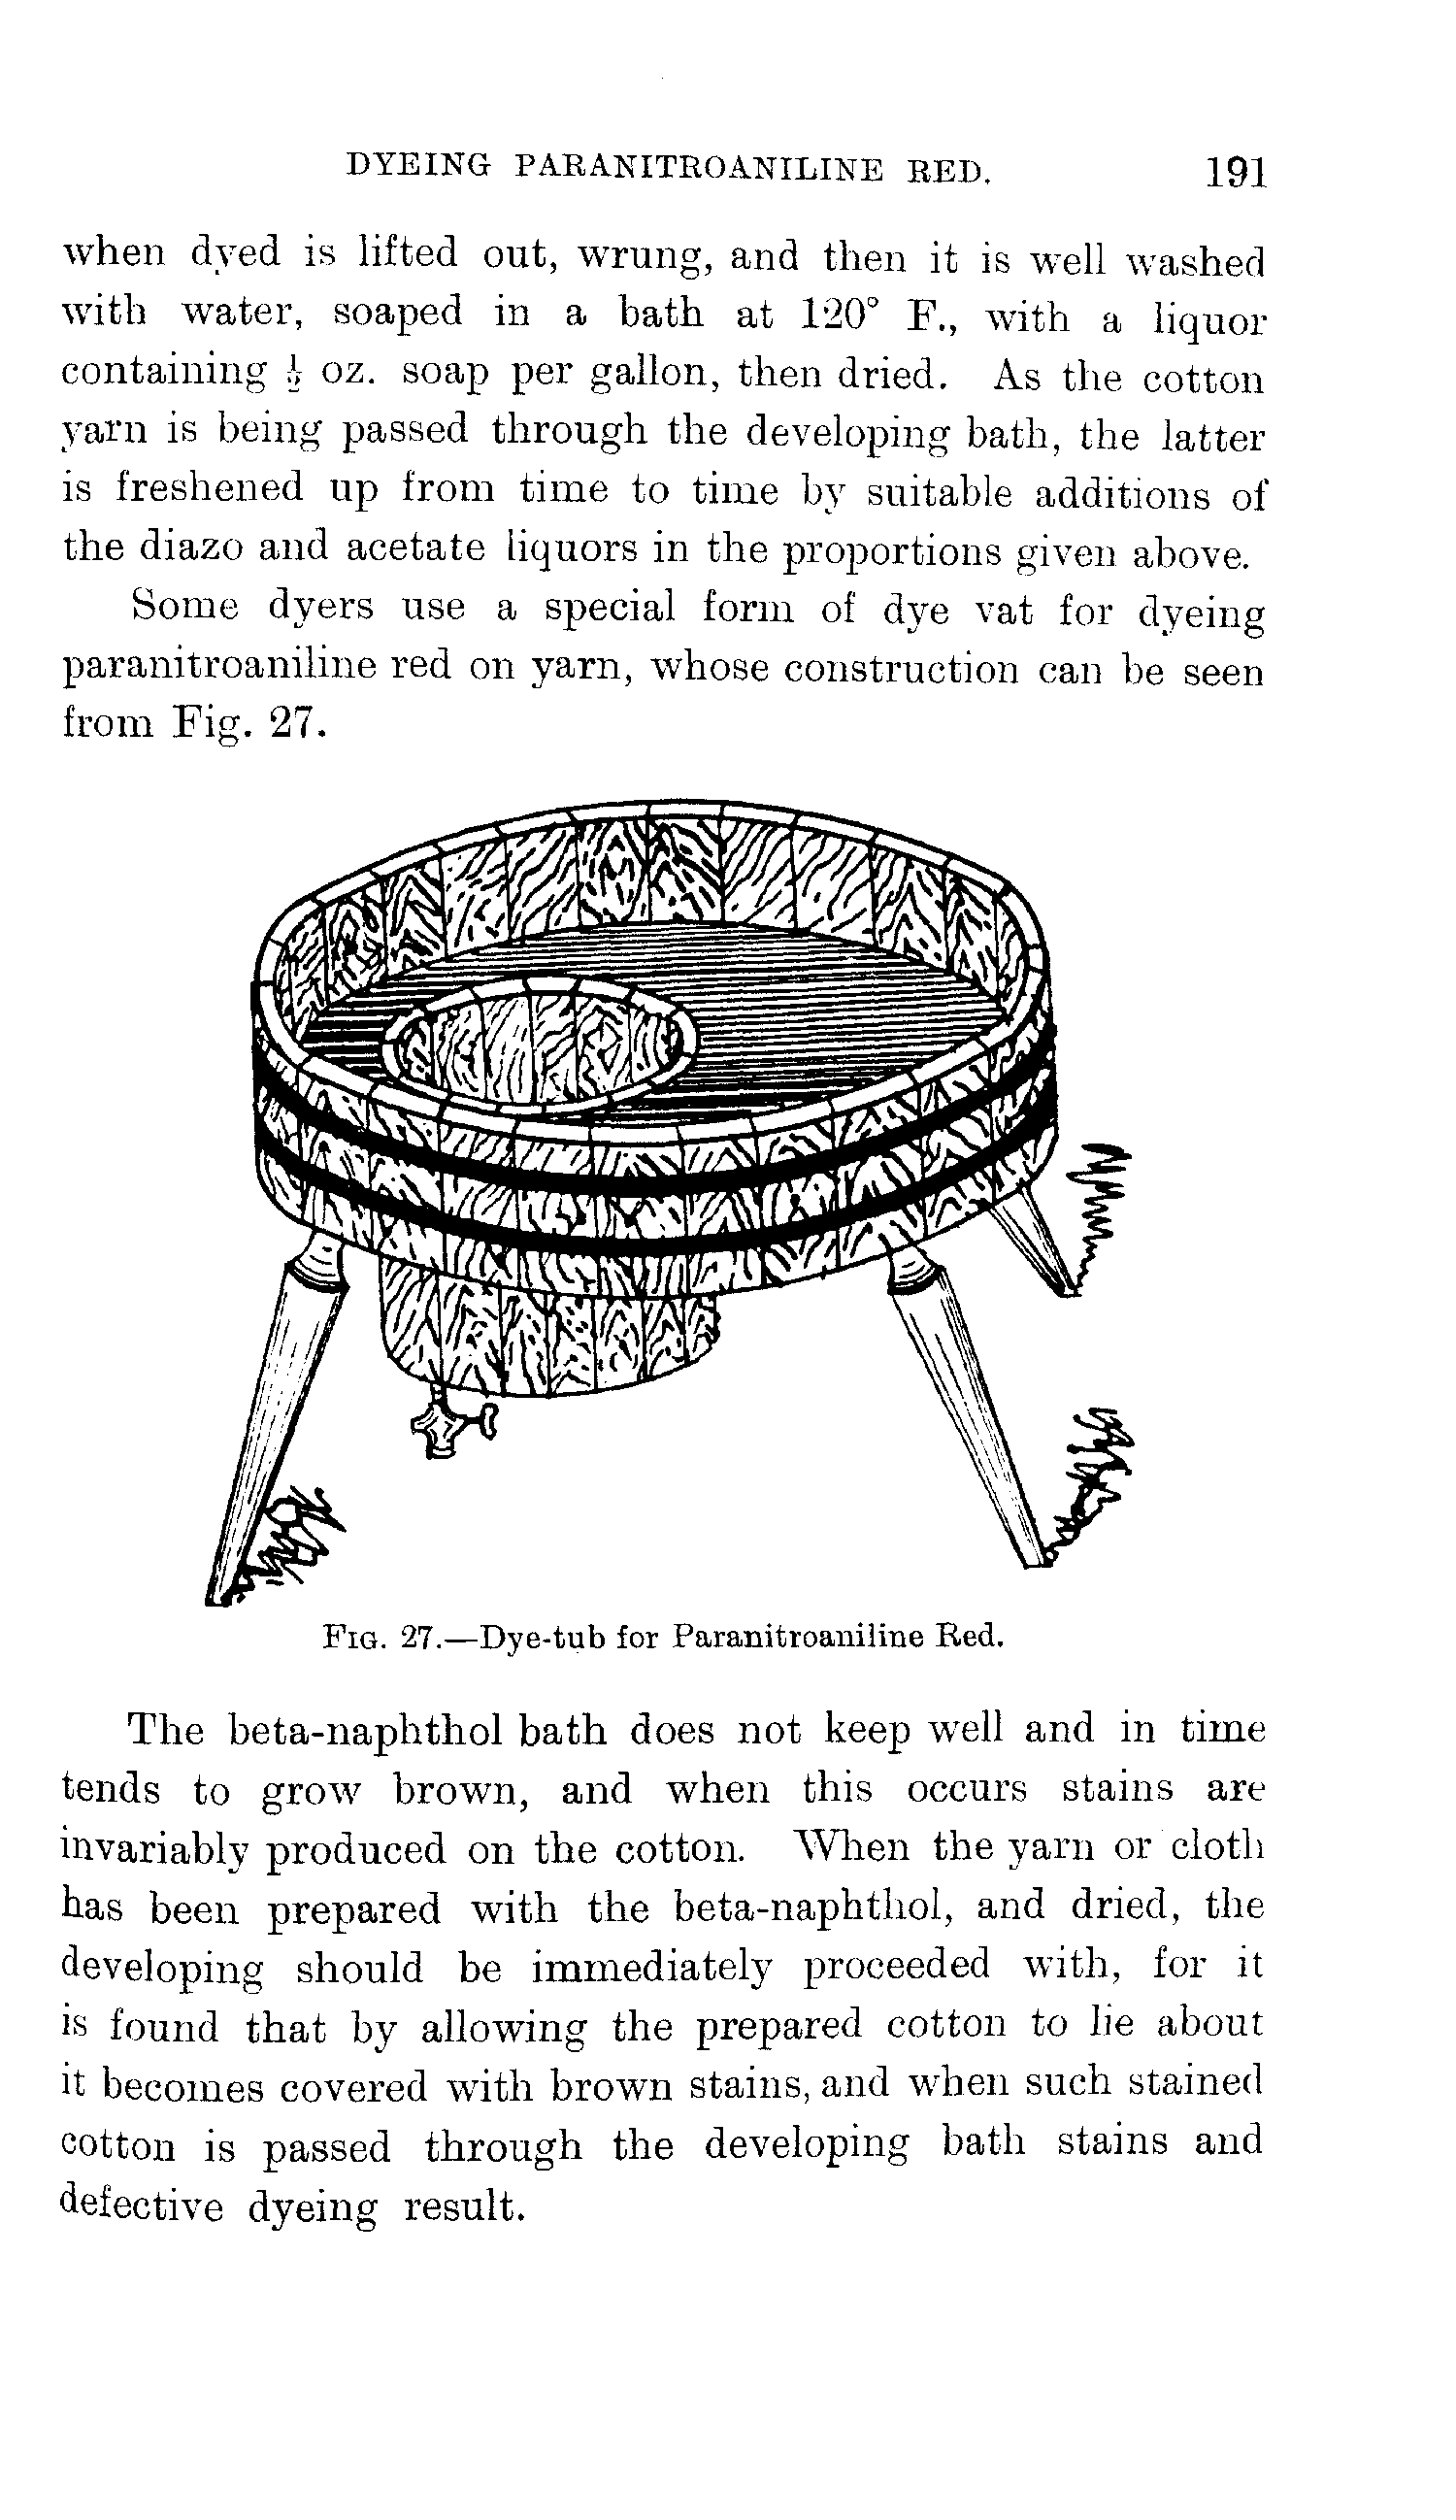 DYEING PARANITROANILINE RED. 191
when dyed is lifted out, wrung, and then it is well washed
with water, soaped in a bath at 120° F., with a liquor
containing ½ oz. soap per gallon, then dried. As the cotton
yarn is being passed through the developing bath, the latter
is freshened up from time to time by suitable additions of
the diazo and acetate liquors in the proportions given above.
Some dyers use a special form of dye vat for dyeing
paranitroaniline red on yarn, whose construction can be seen
from Fig. 27.
FIG. 27.—Dye-tub for Paranitroaniline Red.
The beta-naphthol bath does not keep well and in time
tends to grow brown, and when this occurs stains are
invariably produced on the cotton. When the yarn or cloth
has been prepared with the beta-naphthol, and dried, the
developing should be immediately proceeded with, for it
is found that by allowing the prepared cotton to lie about
it becomes covered with brown stains, and when such stained
cotton is passed through the developing bath stains and
defective dyeing result.